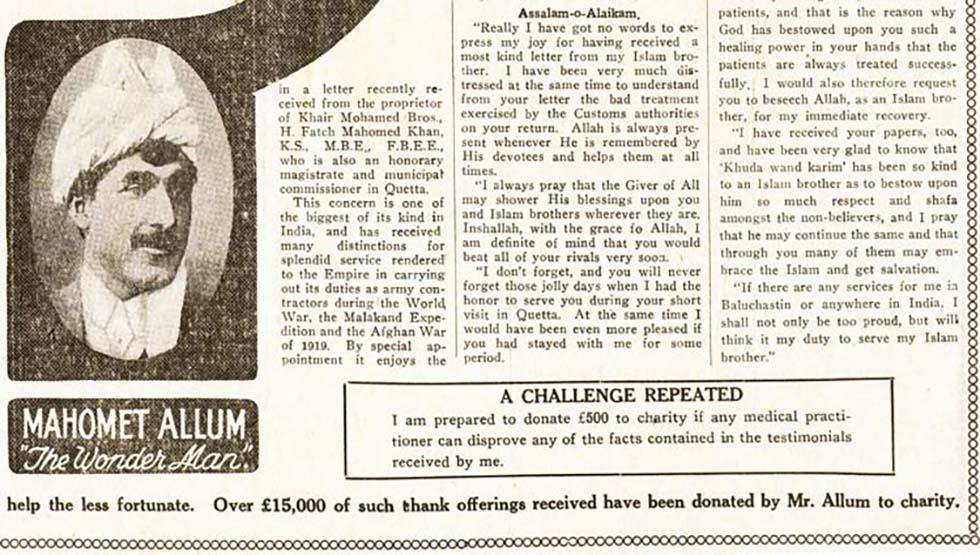 MAHOMET ALLUM
"The Wonder Man"
in a letter recently re-
ceived from the proprietor
of Khair Mohamed Bros.,
H. Fatch Mahomed Khan,
K.S., M.B.E., F.B.E.E.,
who is also an honorary
magistrate and municipal
commissioner in Quetta.
This concern is one of
the biggest of its kind in
India, and has received
many distinctions for
splendid service rendered
to the Empire in carrying
out its duties as army con-
tractors during the World
War, the Malakand Expe-
dition and the Afghan War
of 1919. By special ap-
pointment it enjoys the
Assalam-o-Alaikam.
"Really I have got no words to ex-
press my joy for having received a
most kind letter from my Islam bro-
ther. I have been very much dis-
tressed at the same time to understand
from your letter the bad treatment
exercised by the Customs authorities
on your return. Allah is always pre-
sent whenever He is remembered by
His devotees and helps them at all
times.
"I always pray that the Giver of All
may shower His blessings upon you
and Islam brothers wherever they are.
Inshallah, with the grace fo Allah, I
am definite of mind that you would
beat all of your rivals very soon.
"I don't forget, and you will never
forget those jolly days when I had the
honor to serve you during your short
visit in Quetta. At the same time I
would have been even more pleased if
you had stayed with me for some
period.
patients, and that is the reason why
God has bestowed upon you such a
healing power in your hands that the
patients are always treated success-
fully. I would also therefore request
you to beseech Allah, as an Islam bro-
ther, for my immediate recovery.
"I have received your papers, too,
and have been very glad to know that
'Khuda wand karim' has been so kind
to an Islam brother as to bestow upon
him so much respect and shafa
amongst the non-believers, and I pray
that he may continue the same and that
through you many of them may em-
brace the Islam and get salvation.
"If there are any services for me in
Baluchastin or anywhere in India, I
shall not only be too proud, but will
think it my duty to serve my Islam
brother."
A CHALLENGE REPEATED
I am prepared to donate £500 to charity if any medical practi-
tioner can disprove any of the facts contained in the testimonials
received by me.
help the less fortunate. Over £15,000 of such thank offerings received have been donated by Mr. Allum to charity.